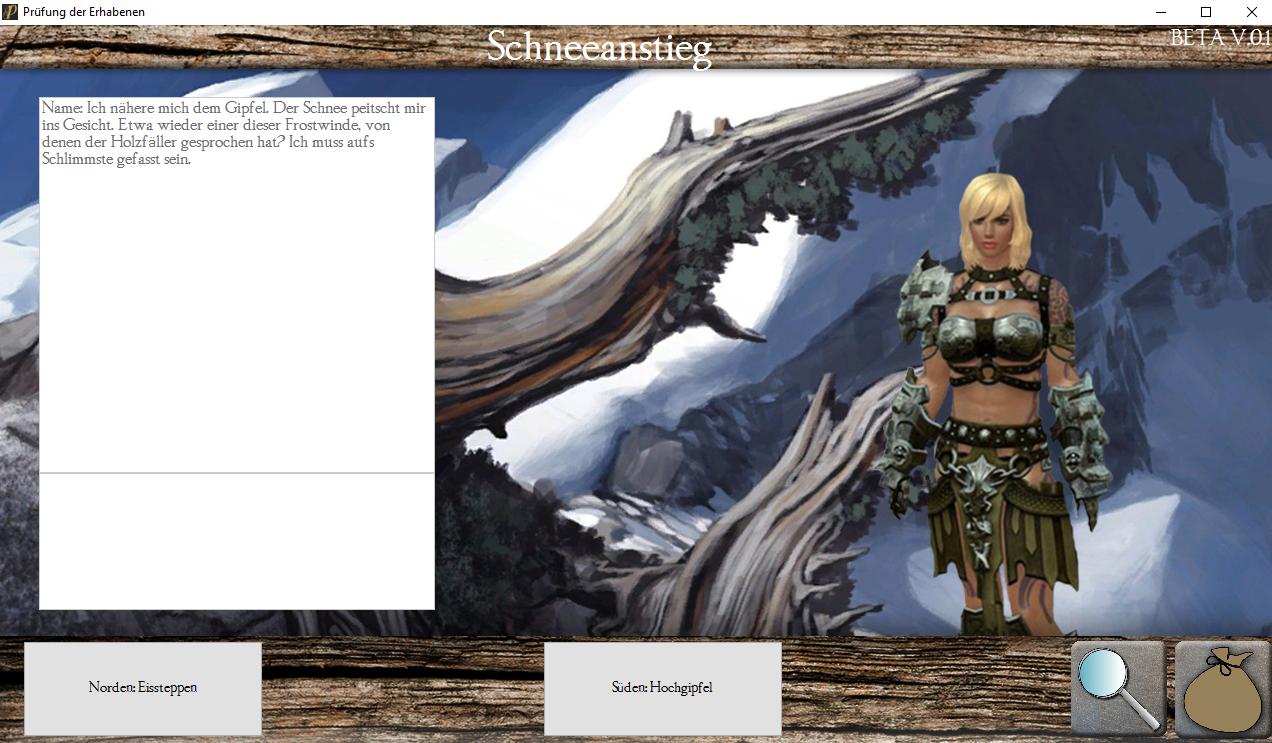 Prüfung der Erhabenen
Schneeanstieg
BETA V.01
Name: Ich nähere mich dem Gipfel. Der Schnee peitscht mir
ins Gesicht. Etwa wieder einer dieser Frostwinde, von
denen der Holzfäller gesprochen hat? Ich muss aufs
Schlimmste gefasst sein.
Norden: Eissteppen
Süden: Hochgipfel